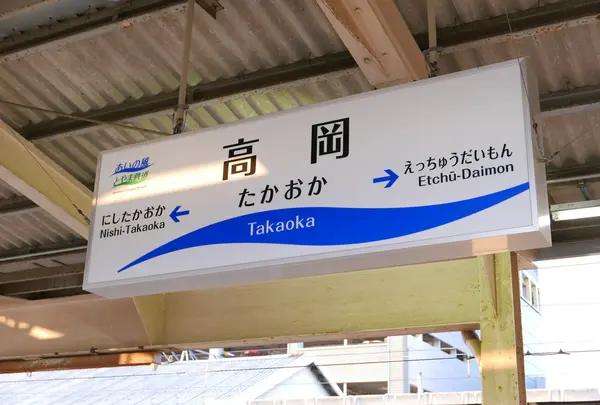 あいの風
とやま鉄道
高岡
たかおか
Takaoka
にしたかおか
Nishi-Takaoka
えっちゅうだいもん
Etchū-Daimon